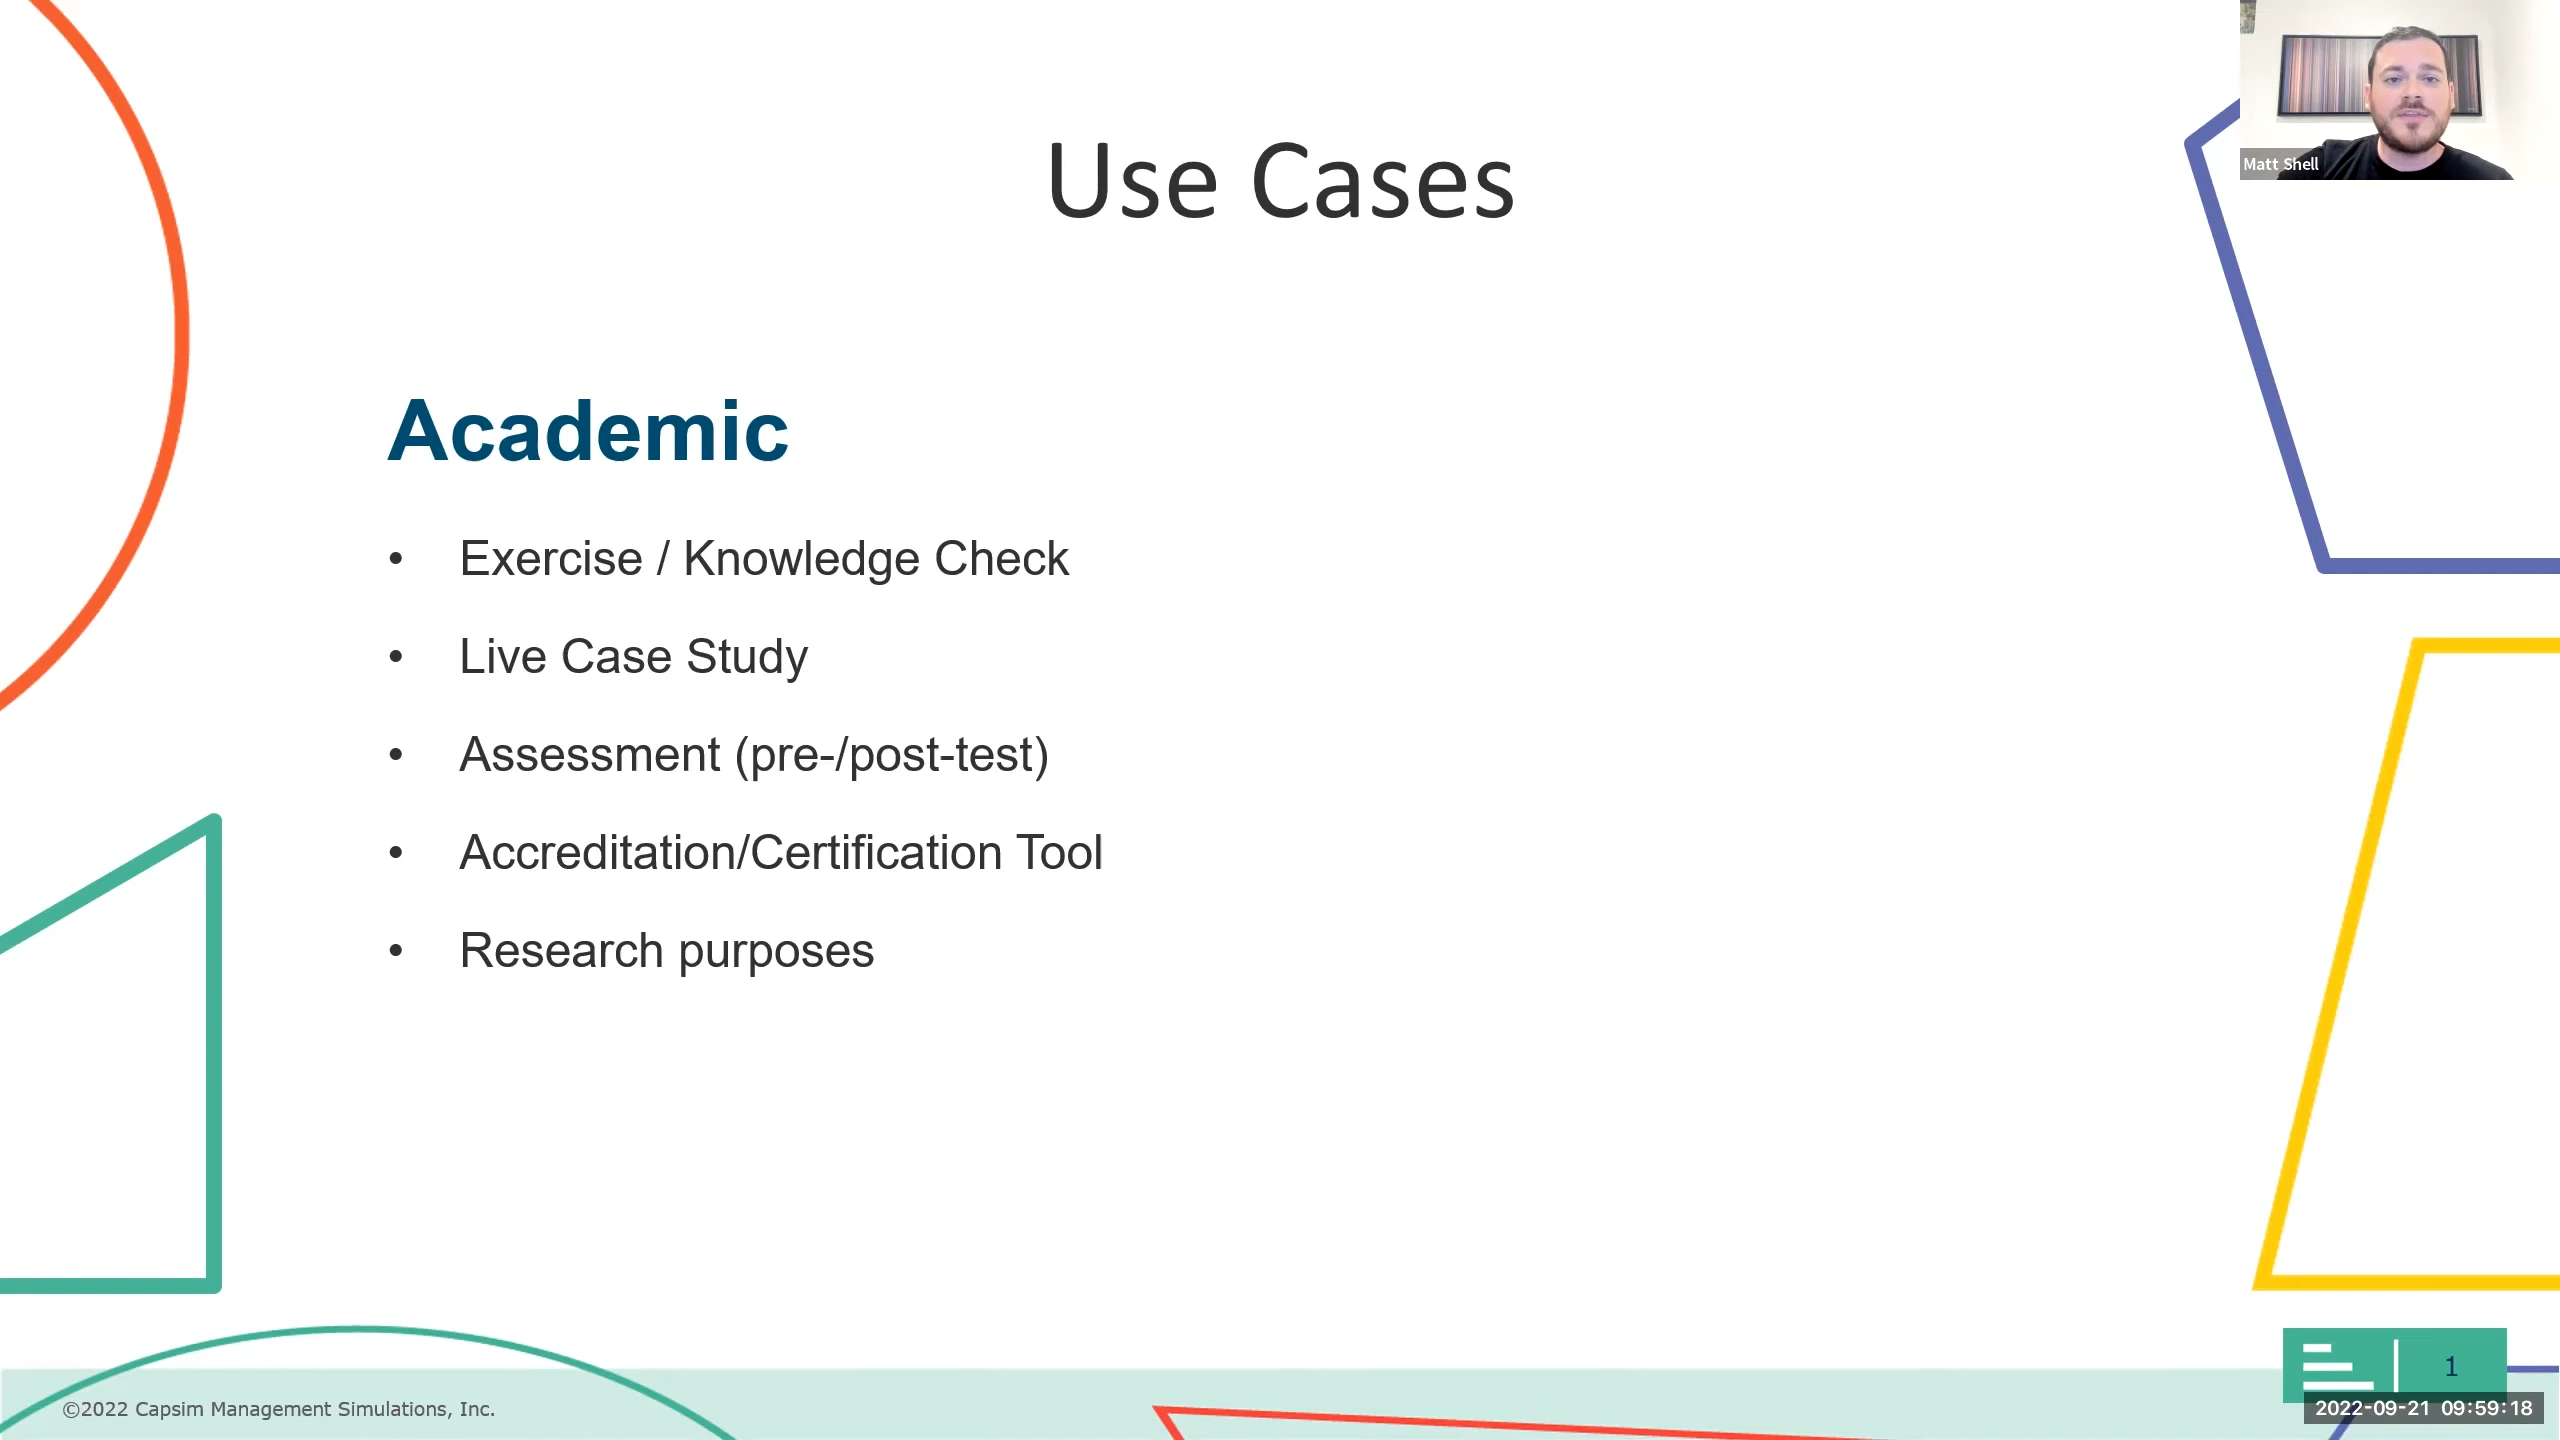 Matt Shell
Use Cases
Academic
• Exercise / Knowledge Check
• Live Case Study
• Assessment (pre-/post-test)
• Accreditation/Certification Tool
• Research purposes
1
©2022 Capsim Management Simulations, Inc.
2022-09-21 09:59:18